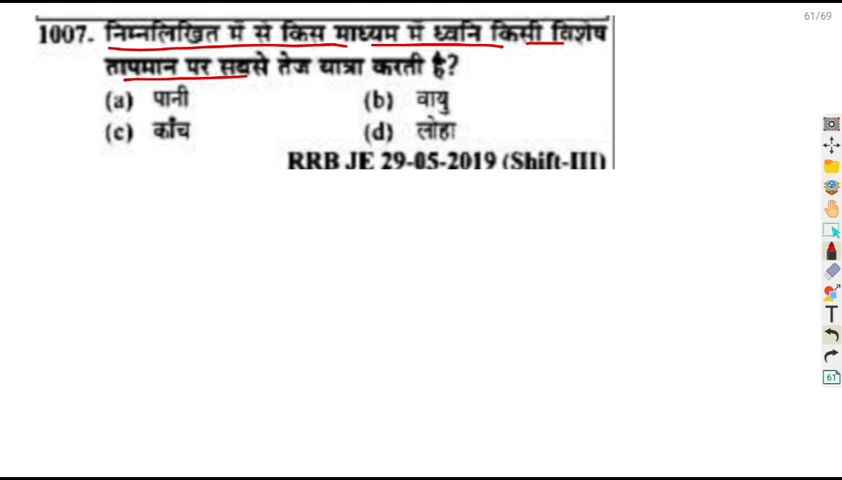 61/69
1007. निम्नलिखित में से किस माध्यम में ध्वनि किसी विशेष
तापमान पर सबसे तेज यात्रा करती है?
(a) पानी (b) वायु
(c) काँच (d) लोहा
RRB JE 29-05-2019 (Shift-III)
T
61